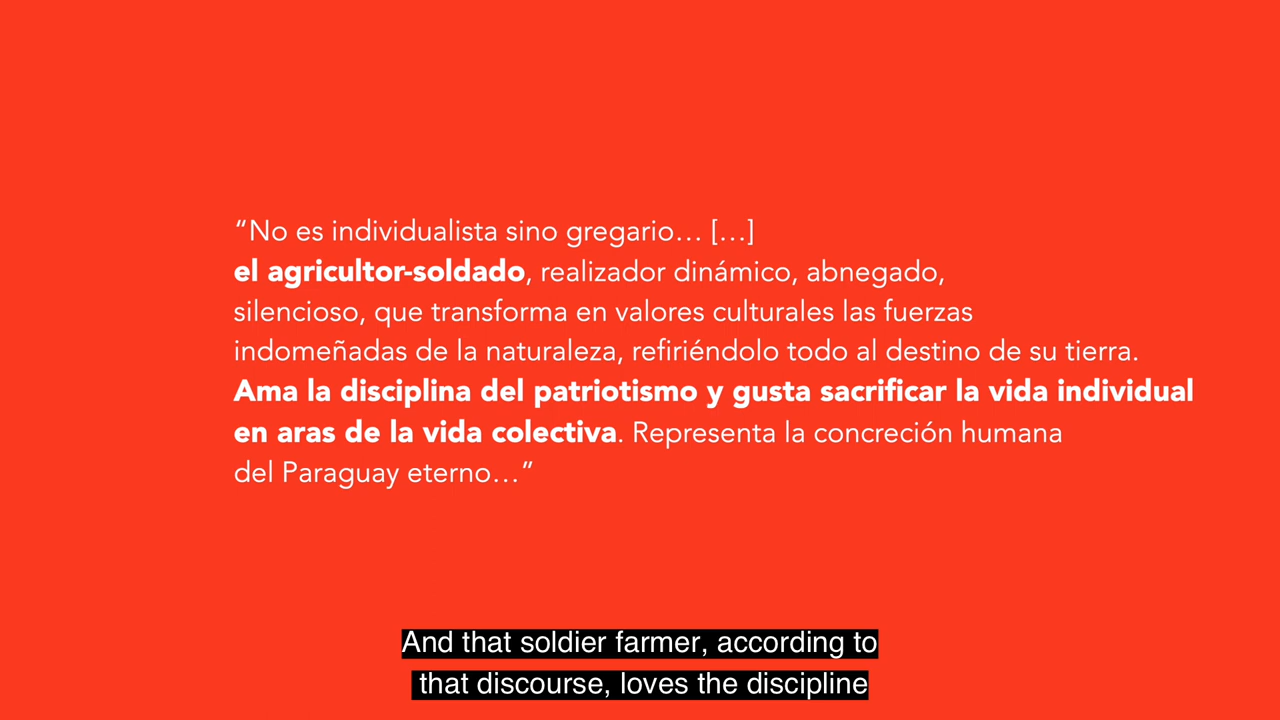 “No es individualista sino gregario… […]
el agricultor-soldado, realizador dinámico, abnegado,
silencioso, que transforma en valores culturales las fuerzas
indomeñadas de la naturaleza, refiriéndolo todo al destino de su tierra.
Ama la disciplina del patriotismo y gusta sacrificar la vida individual
en aras de la vida colectiva. Representa la concreción humana
del Paraguay eterno…”
And that soldier farmer, according to
that discourse, loves the discipline